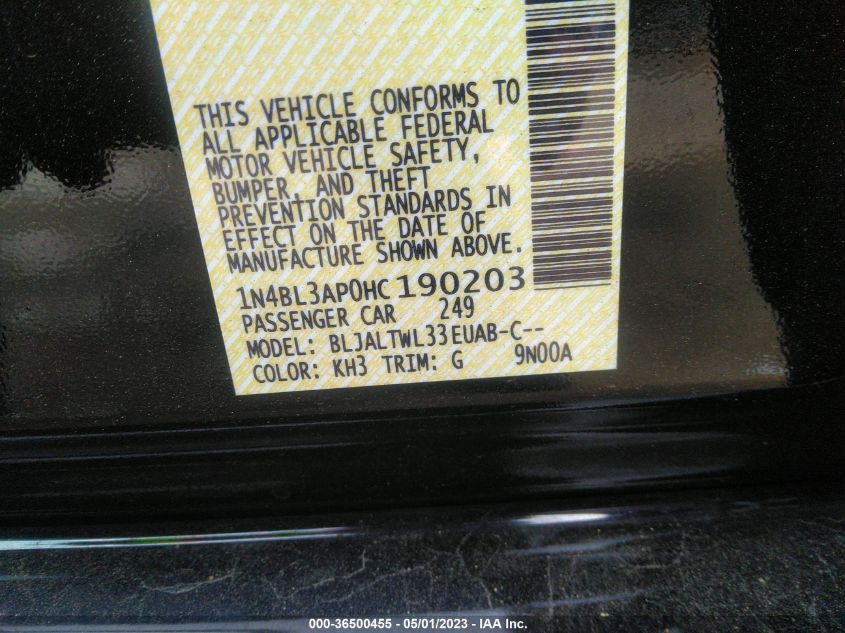 THIS VEHICLE CONFORMS TO
ALL APPLICABLE FEDERAL
MOTOR VEHICLE SAFETY,
BUMPER, AND THEFT
PREVENTION STANDARDS IN
EFFECT ON THE DATE OF
MANUFACTURE SHOWN ABOVE.
1N4BL3AP0HC190203
PASSENGER CAR 249
MODEL: BLJALTWL33EUAB-C--
COLOR: KH3 TRIM: G 9N00A
000-36500455 - 05/01/2023 - IAA Inc.